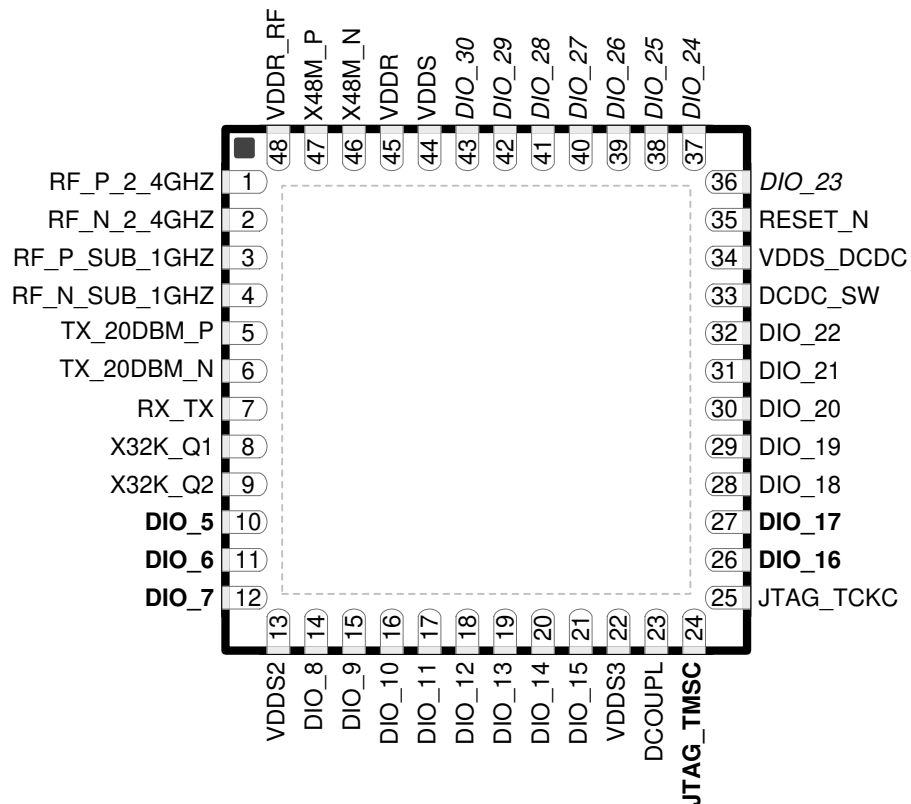 VDDR_RF
X48M_P
X48M_N
VDDR
VDDS
DIO_30
DIO_29
DIO_28
DIO_27
DIO_26
DIO_25
DIO_24
48
47
46
45
44
43
42
41
40
39
38
37
RF_P_2_4GHZ 1
RF_N_2_4GHZ 2
RF_P_SUB_1GHZ 3
RF_N_SUB_1GHZ 4
TX_20DBM_P 5
TX_20DBM_N 6
RX_TX 7
X32K_Q1 8
X32K_Q2 9
DIO_5 10
DIO_6 11
DIO_7 12
36 DIO_23
35 RESET_N
34 VDDS_DCDC
33 DCDC_SW
32 DIO_22
31 DIO_21
30 DIO_20
29 DIO_19
28 DIO_18
27 DIO_17
26 DIO_16
25 JTAG_TCKC
13
14
15
16
17
18
19
20
21
22
23
24
VDDS2
DIO_8
DIO_9
DIO_10
DIO_11
DIO_12
DIO_13
DIO_14
DIO_15
VDDS3
DCOUPL
JTAG_TMSC